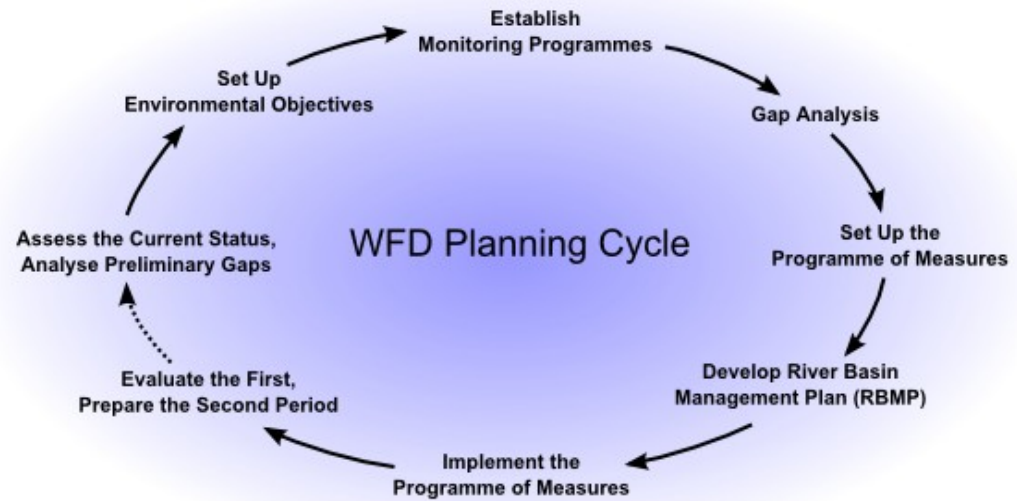 Establish
Monitoring Programmes
Set Up
Environmental Objectives
Gap Analysis
Assess the Current Status,
Analyse Preliminary Gaps
WFD Planning Cycle
Set Up the
Programme of Measures
Evaluate the First,
Prepare the Second Period
Develop River Basin
Management Plan (RBMP)
Implement the
Programme of Measures